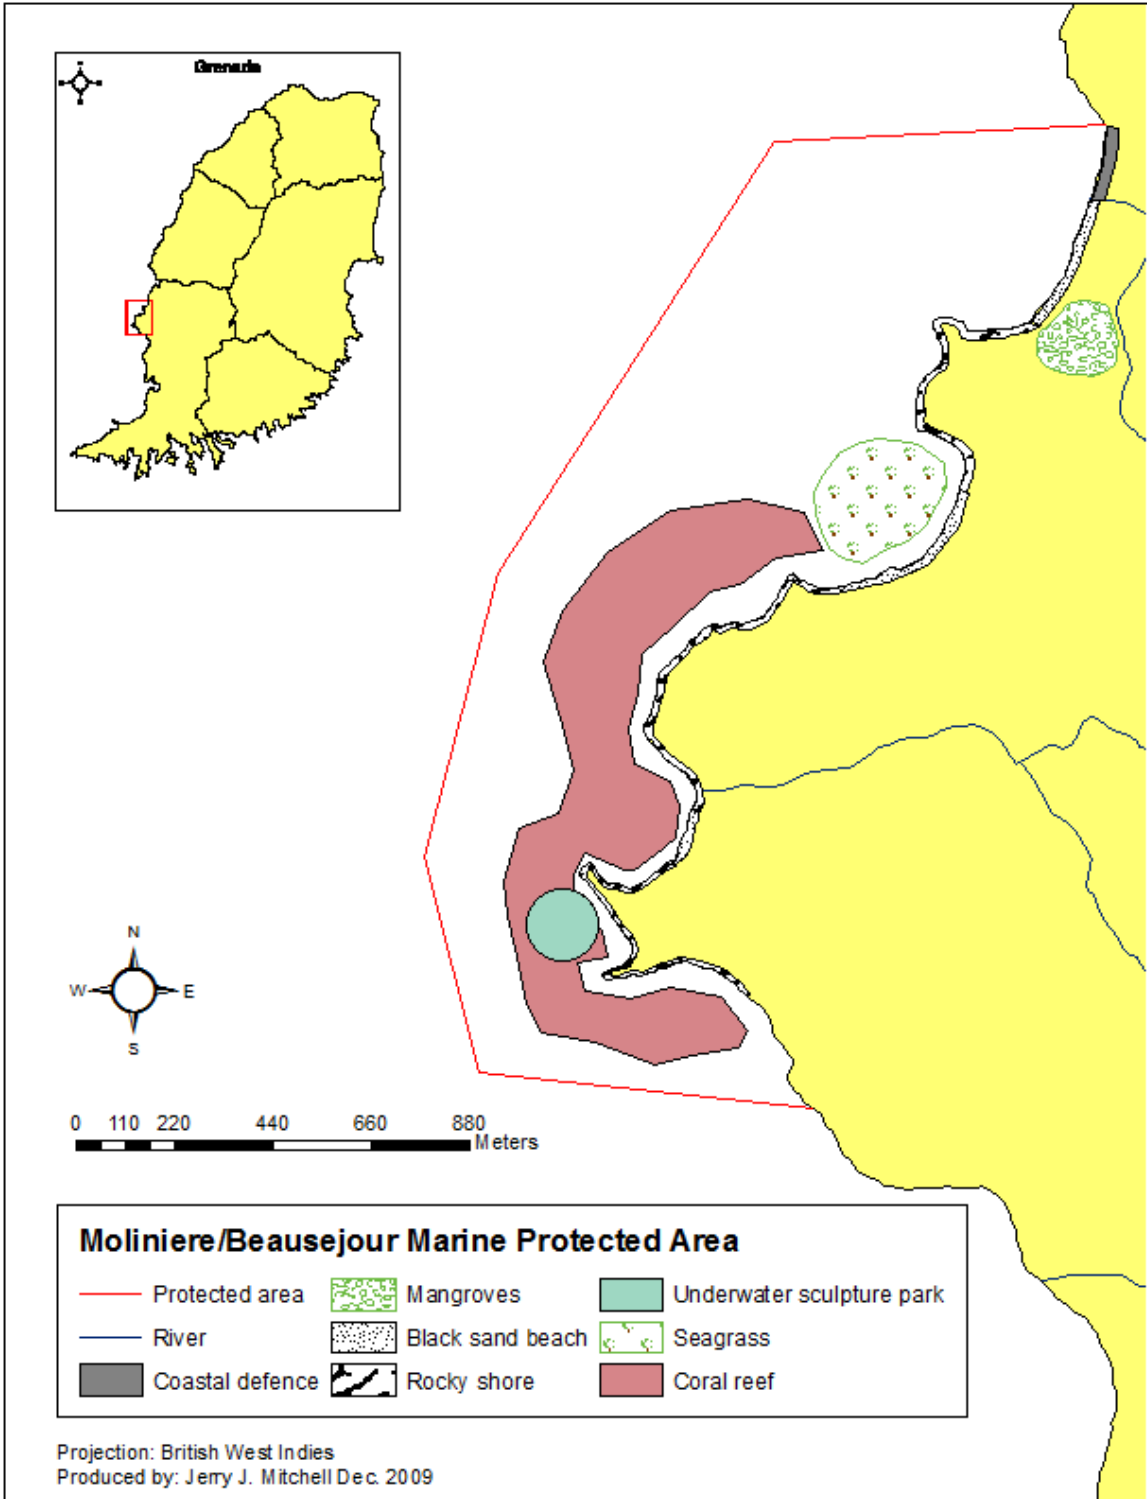 Grenada
N
W E
S
0 110 220 440 660 880
Meters
Moliniere/Beausejour Marine Protected Area
Protected area Mangroves Underwater sculpture park
River Black sand beach Seagrass
Coastal defence Rocky shore Coral reef
Projection: British West Indies
Produced by: Jerry J. Mitchell Dec. 2009